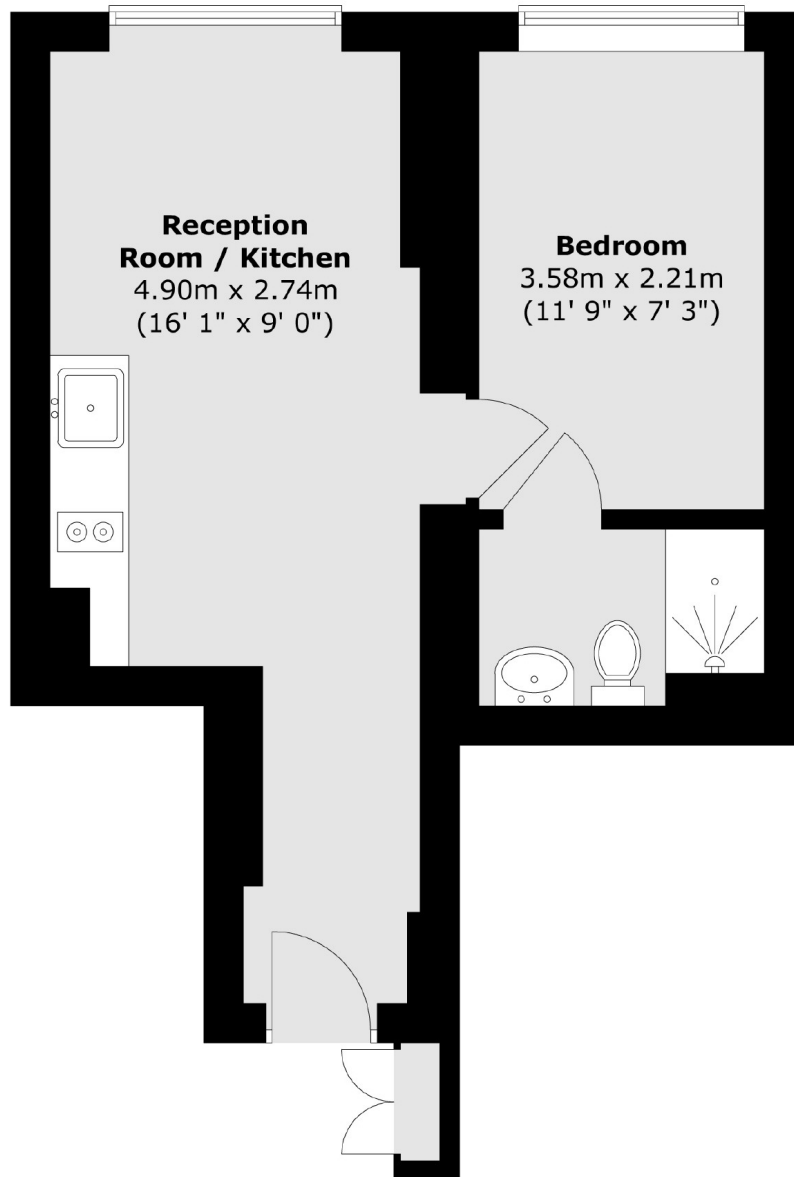 Reception
Room / Kitchen
4.90m x 2.74m
(16' 1" x 9' 0")
Bedroom
3.58m x 2.21m
(11' 9" x 7' 3")